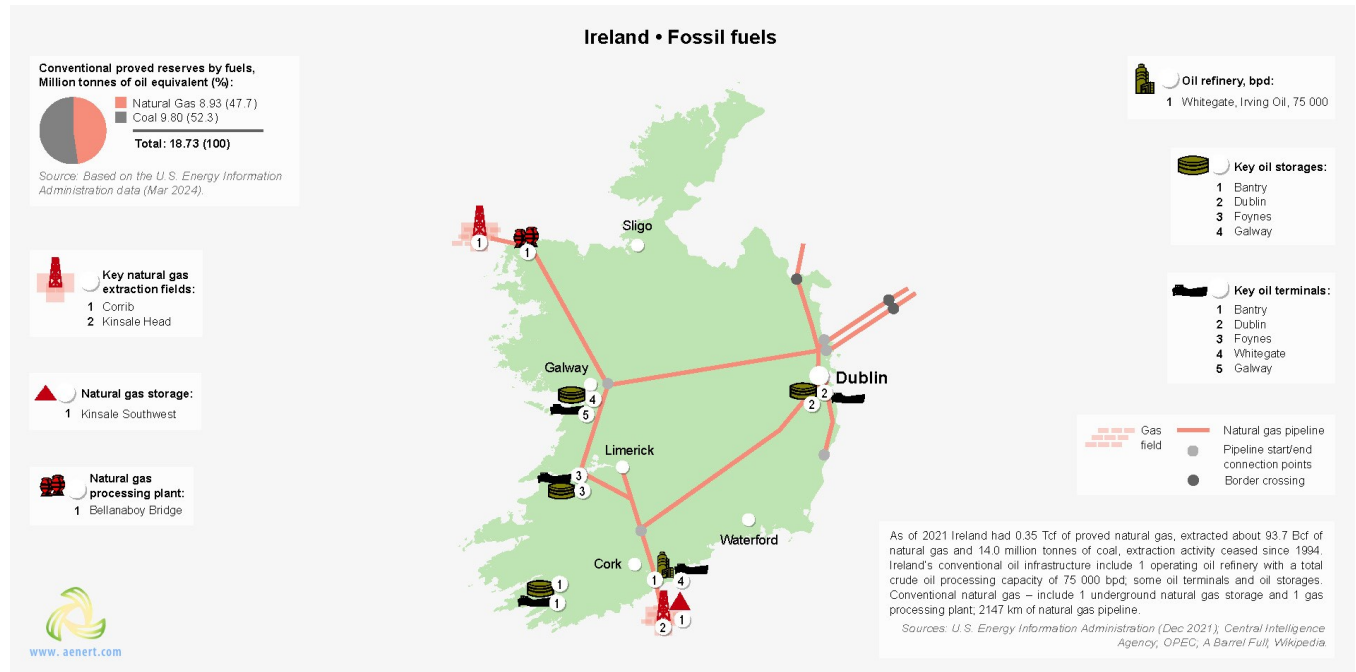 Ireland • Fossil fuels
Conventional proved reserves by fuels,
Million tonnes of oil equivalent (%):
Natural Gas 8.93 (47.7)
Coal 9.80 (52.3)
Total: 18.73 (100)
Source: Based on the U.S. Energy Information
Administration data (Mar 2024).
Key natural gas
extraction fields:
1 Corrib
2 Kinsale Head
Natural gas storage:
1 Kinsale Southwest
Natural gas
processing plant:
1 Bellanaboy Bridge
www. aenert.com
Sligo
1
1
Galway
4
5
Dublin
2
2
Limerick
3
3
Waterford
Cork
1
4
1
1
2
1
Oil refinery, bpd:
1 Whitegate, Irving Oil, 75 000
Key oil storages:
1 Bantry
2 Dublin
3 Foynes
4 Galway
Key oil terminals:
1 Bantry
2 Dublin
3 Foynes
4 Whitegate
5 Galway
Gas
field
Natural gas pipeline
Pipeline start/end
connection points
Border crossing
As of 2021 Ireland had 0.35 Tcf of proved natural gas, extracted about 93.7 Bcf of
natural gas and 14.0 million tonnes of coal, extraction activity ceased since 1994.
Ireland's conventional oil infrastructure include 1 operating oil refinery with a total
crude oil processing capacity of 75 000 bpd; some oil terminals and oil storages.
Conventional natural gas – include 1 underground natural gas storage and 1 gas
processing plant; 2147 km of natural gas pipeline.
Sources: U.S. Energy Information Administration (Dec 2021); Central Intelligence
Agency; OPEC; A Barrel Full; Wikipedia.